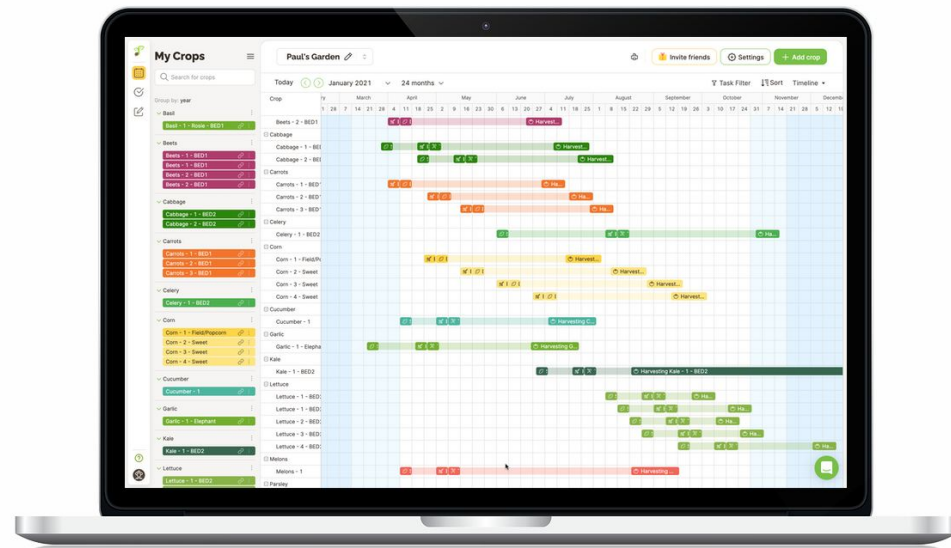 My Crops
Search for crops
Group by: year
Basil
Basil - 1 - Rosie - BED1
Beets
Beets - 1 - BED1
Beets - 1 - BED1
Beets - 2 - BED1
Beets - 2 - BED1
Cabbage
Cabbage - 1 - BED2
Cabbage - 2 - BED2
Carrots
Carrots - 1 - BED1
Carrots - 2 - BED1
Carrots - 3 - BED1
Celery
Celery - 1 - BED2
Corn
Corn - 1 - Field/Popcorn
Corn - 2 - Sweet
Corn - 3 - Sweet
Corn - 4 - Sweet
Cucumber
Cucumber - 1
Garlic
Garlic - 1 - Elephant
Kale
Kale - 1 - BED2
Lettuce
Lettuce - 1 - BED2
Paul's Garden
Invite friends
Settings
+ Add crop
Today January 2021 24 months Task Filter Sort Timeline
Crop March April May June July August September October November Decemb
Beets - 2 - BED1 Harvest...
Cabbage
Cabbage - 1 - BED Harvest...
Cabbage - 2 - BED Harvest...
Carrots
Carrots - 1 - BED1 Ha...
Carrots - 2 - BED1 Ha...
Carrots - 3 - BED1 Ha...
Celery
Celery - 1 - BED2 Ha...
Corn
Corn - 1 - Field/Po Harvest...
Corn - 2 - Sweet Harvest...
Corn - 3 - Sweet Harvest...
Corn - 4 - Sweet Harvest...
Cucumber
Cucumber - 1 Harvesting C...
Garlic
Garlic - 1 - Elepha Harvesting G...
Kale
Kale - 1 - BED2 Harvesting Kale - 1 - BED2
Lettuce
Lettuce - 1 - BED Ha...
Lettuce - 1 - BED Ha...
Lettuce - 2 - BED Ha...
Lettuce - 3 - BED Ha...
Lettuce - 4 - BED Ha...
Melons
Melons - 1 Harvesting ...
Parsley